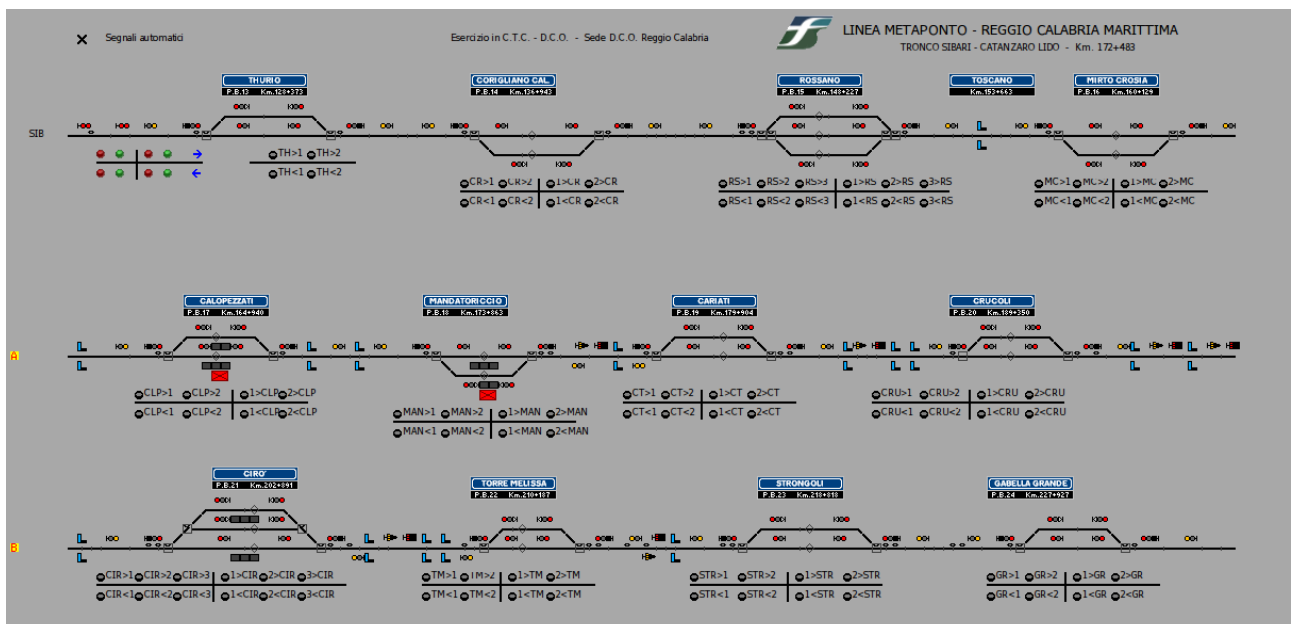 Segnali automatici
Esercizio in C.T.C. - D.C.O. - Sede D.C.O. Reggio Calabria
LINEA METAPONTO - REGGIO CALABRIA MARITTIMA
TRONCO SIBARI - CATANZARO LIDO - Km. 172+483
THURIO
P.B.13 Km.128+373
CORIGLIANO CAL.
P.B.14 Km.136+943
ROSSANO
P.B.15 Km.148+227
TOSCANO
Km.153+663
MIRTO CROSIA
P.B.16 Km.160+129
SIB
TH>1 TH>2
TH<1 TH<2
CR>1 CR>2 1>CR 2>CR
CR<1 CR<2 1<CR 2<CR
RS>1 RS>2 RS>3 1>RS 2>RS 3>RS
RS<1 RS<2 RS<3 1<RS 2<RS 3<RS
MC>1 MC>2 1>MC 2>MC
MC<1 MC<2 1<MC 2<MC
CALOPEZZATI
P.B.17 Km.164+940
MANDATORICCIO
P.B.18 Km.173+863
CARIATI
P.B.19 Km.179+904
CRUCOLI
P.B.20 Km.189+350
A
CLP>1 CLP>2 1>CLP 2>CLP
CLP<1 CLP<2 1<CLP 2<CLP
MAN>1 MAN>2 1>MAN 2>MAN
MAN<1 MAN<2 1<MAN 2<MAN
CT>1 CT>2 1>CT 2>CT
CT<1 CT<2 1<CT 2<CT
CRU>1 CRU>2 1>CRU 2>CRU
CRU<1 CRU<2 1<CRU 2<CRU
CIRO'
P.B.21 Km.202+891
TORRE MELISSA
P.B.22 Km.210+187
STRONGOLI
P.B.23 Km.218+818
GABELLA GRANDE
P.B.24 Km.227+927
B
CIR>1 CIR>2 CIR>3 1>CIR 2>CIR 3>CIR
CIR<1 CIR<2 CIR<3 1<CIR 2<CIR 3<CIR
TM>1 TM>2 1>TM 2>TM
TM<1 TM<2 1<TM 2<TM
STR>1 STR>2 1>STR 2>STR
STR<1 STR<2 1<STR 2<STR
GR>1 GR>2 1>GR 2>GR
GR<1 GR<2 1<GR 2<GR